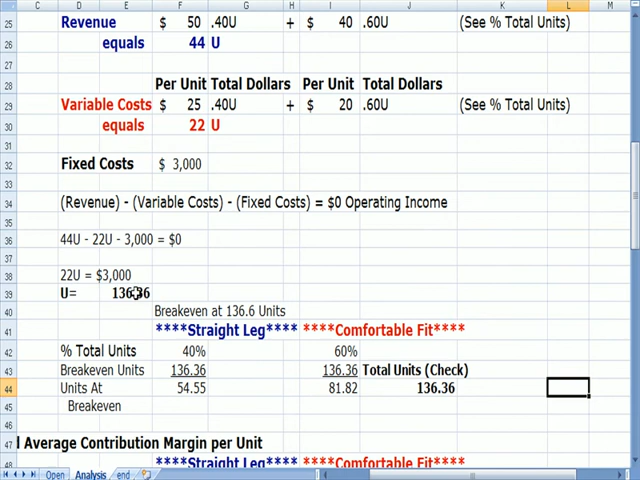 C D E F G H I J K L M
25 Revenue $ 50 .40U + $ 40 .60U (See % Total Units)
26 equals 44 U
27
28 Per Unit Total Dollars Per Unit Total Dollars
29 Variable Costs $ 25 .40U + $ 20 .60U (See % Total Units)
30 equals 22 U
31
32 Fixed Costs $ 3,000
33
34 (Revenue) - (Variable Costs) - (Fixed Costs) = $0 Operating Income
35
36 44U - 22U - 3,000 = $0
37
38 22U = $3,000
39 U= 136.36
40 Breakeven at 136.6 Units
41 ****Straight Leg**** ****Comfortable Fit****
42 % Total Units 40% 60%
43 Breakeven Units 136.36 136.36 Total Units (Check)
44 Units At 54.55 81.82 136.36
45 Breakeven
46
47 d Average Contribution Margin per Unit
48 ****Straight Leg**** ****Comfortable Fit****
Open Analysis end